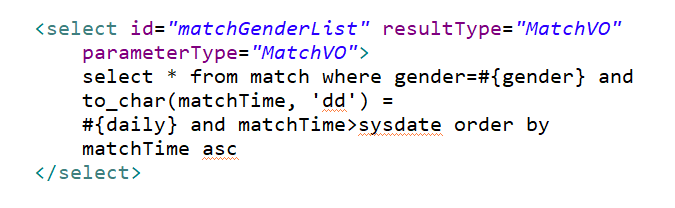 <select id="matchGenderList" resultType="MatchVO"
parameterType="MatchVO">
select * from match where gender=#{gender} and
to_char(matchTime, 'dd') =
#{daily} and matchTime>sysdate order by
matchTime asc
</select>